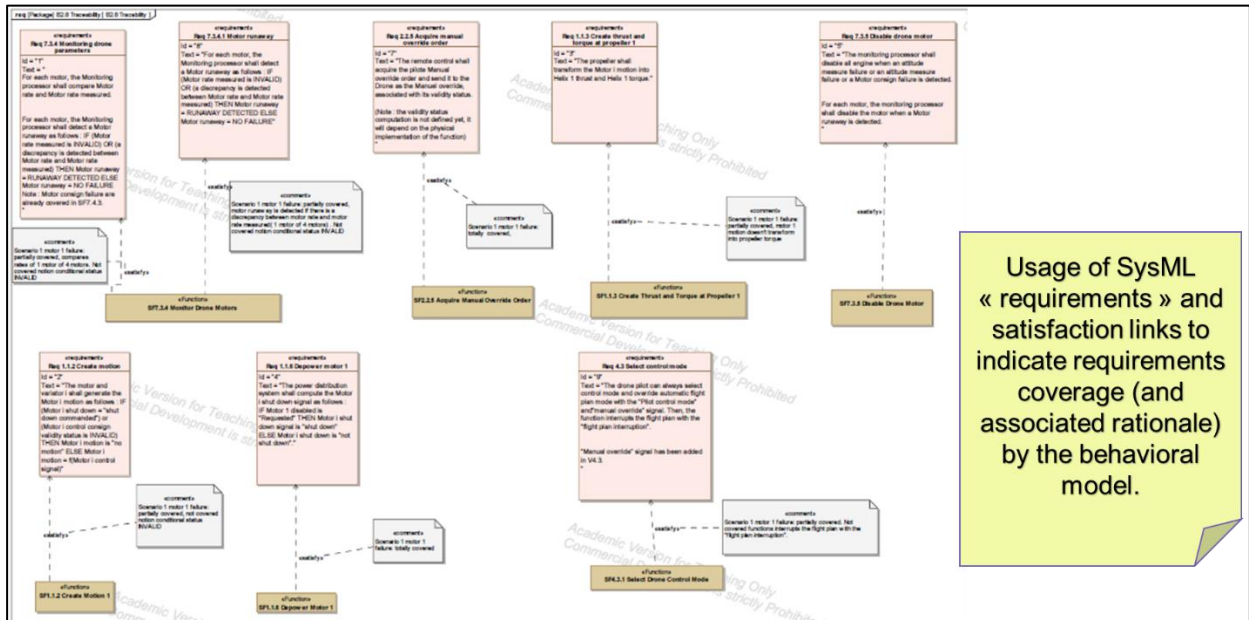 req [Package] B2.8 Traceability [ B2.8 Tracability ]
«requirement»
Req 7.3.4 Monitoring drone
parameters
Id = "1"
Text = "
For each motor, the Monitoring
processor shall compare Motor
rate and Motor rate measured.
For each motor, the Monitoring
processor shall detect a Motor
runaway as follows : IF (Motor
rate measured is INVALID) OR (a
discrepancy is detected between
Motor rate and Motor rate
measured) THEN Motor runaway
= RUNAWAY DETECTED ELSE
Motor runaway = NO FAILURE
Note : Motor consign failure are
already covered in SF7.4.3.
"
«requirement»
Req 7.3.4.1 Motor runaway
Id = "8"
Text = "For each motor, the
Monitoring processor shall detect
a Motor runaway as follows : IF
(Motor rate measured is INVALID)
OR (a discrepancy is detected
between Motor rate and Motor rate
measured) THEN Motor runaway
= RUNAWAY DETECTED ELSE
Motor runaway = NO FAILURE"
«requirement»
Req 2.2.5 Acquire manual
override order
Id = "7"
Text = "The remote control shall
acquire the pilote Manual
override order and send it to the
Drone as the Manual override,
associated with its validity status.
(Note : the validity status
computation is not defined yet, it
will depend on the physical
implementation of the function)
"
«requirement»
Req 1.1.3 Create thrust and
torque at propeller 1
Id = "3"
Text = "The propeller shall
transform the Motor i motion into
Helix 1 thrust and Helix 1 torque."
«requirement»
Req 7.3.5 Disable drone motor
Id = "5"
Text = "The monitoring processor shall
disable all engine when an attitude
measure failure or an attitude measure
failure or a Motor consign failure is
detected.
For each motor, the monitoring processor
shall disable the motor when a Motor
runaway is detected.
"
«satisfy»
«comment»
Scenario 1 motor 1 failure: partially covered,
motor runaway is detected if there is a
discrepancy between motor rate and motor
rate measured( 1 motor of 4 motors) . Not
covered notion conditional status INVALID
«satisfy»
«comment»
Scenario 1 motor 1 failure:
totally covered,
«satisfy»
«comment»
Scenario 1 motor 1 failure:
partially covered, motor 1
motion doesn't transform
into propeller torque
«satisfy»
«comment»
Scenario 1 motor 1 failure:
partially covered, compares
rates of 1 motor of 4 motors. Not
covered notion conditional status
INVALID
«satisfy»
«Function»
SF7.3.4 Monitor Drone Motors
«Function»
SF2.2.5 Acquire Manual Override Order
«Function»
SF1.1.3 Create Thrust and Torque at Propeller 1
«Function»
SF7.3.5 Disable Drone Motor
«requirement»
Req 1.1.2 Create motion
Id = "2"
Text = "The motor and
variator i shall generate the
Motor i motion as follows : IF
(Motor i shut down = "shut
down commanded") or
(Motor i control consign
validity status is INVALID)
THEN Motor i motion is "no
motion" ELSE Motor i
motion = f(Motor i control
signal)"
«requirement»
Req 1.1.6 Depower motor 1
Id = "4"
Text = "The power distribution
system shall compute the Motor
i shut down signal as follows :
IF Motor 1 disabled is
"Requested" THEN Motor i shut
down signal is "shut down"
ELSE Motor i shut down is "not
shut down"."
«requirement»
Req 4.3 Select control mode
Id = "9"
Text = "The drone pilot can always select
control mode and override automatic flight
plan mode with the "Pilot control mode"
and"manual override" signal. Then, the
function interrupts the flight plan with the
"flight plan interruption".
"Manual override" signal has been added
in V4.3.
"
«comment»
Scenario 1 motor 1 failure:
partially covered, not covered
notion conditional status
INVALID
«satisfy»
«comment»
Scenario 1 motor 1
failure: totally covered
«satisfy»
«comment»
Scenario 1 motor 1 failure: partially covered. Not
covered functions interrupts the flight plan with the
"flight plan interruption".
«satisfy»
«Function»
SF1.1.2 Create Motion 1
«Function»
SF1.1.6 Depower Motor 1
«Function»
SF4.3.1 Select Drone Control Mode
Usage of SysML
« requirements » and
satisfaction links to
indicate requirements
coverage (and
associated rationale)
by the behavioral
model.
Academic Version for Teaching Only
Commercial Development is strictly Prohibited